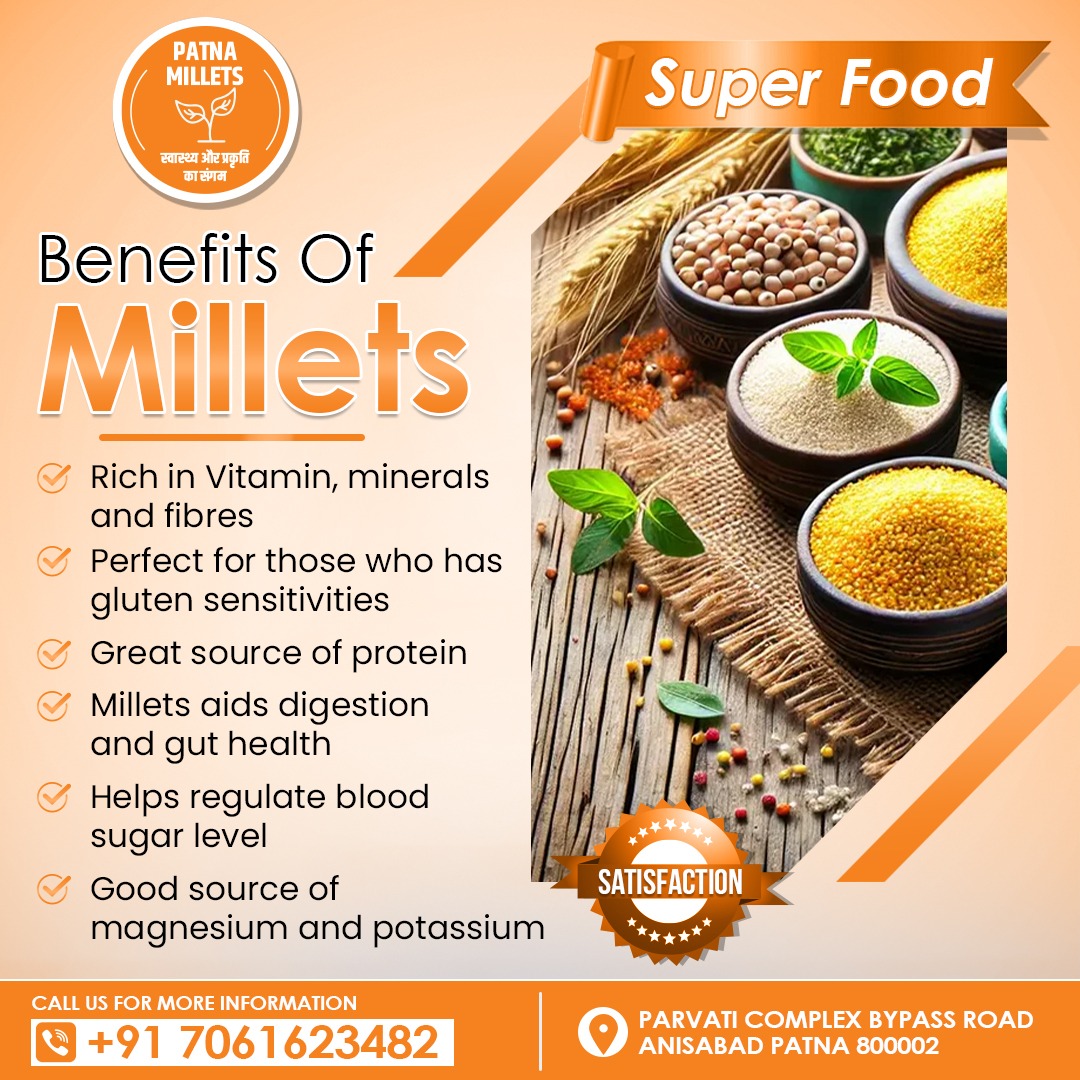 PATNA
MILLETS
स्वास्थ्य और प्रकृति
का संगम
Super Food
Benefits Of
Millets
Rich in Vitamin, minerals
and fibres
Perfect for those who has
gluten sensitivities
Great source of protein
Millets aids digestion
and gut health
Helps regulate blood
sugar level
Good source of
magnesium and potassium
SATISFACTION
CALL US FOR MORE INFORMATION
+91 7061623482
PARVATI COMPLEX BYPASS ROAD
ANISABAD PATNA 800002